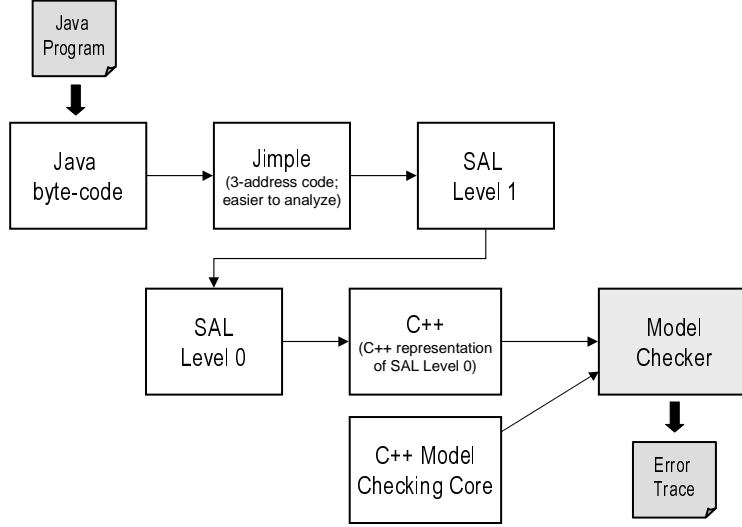 Java
Program
Java
byte-code
Jimple
(3-address code;
easier to analyze)
SAL
Level 1
SAL
Level 0
C++
(C++ representation
of SAL Level 0)
Model
Checker
C++ Model
Checking Core
Error
Trace